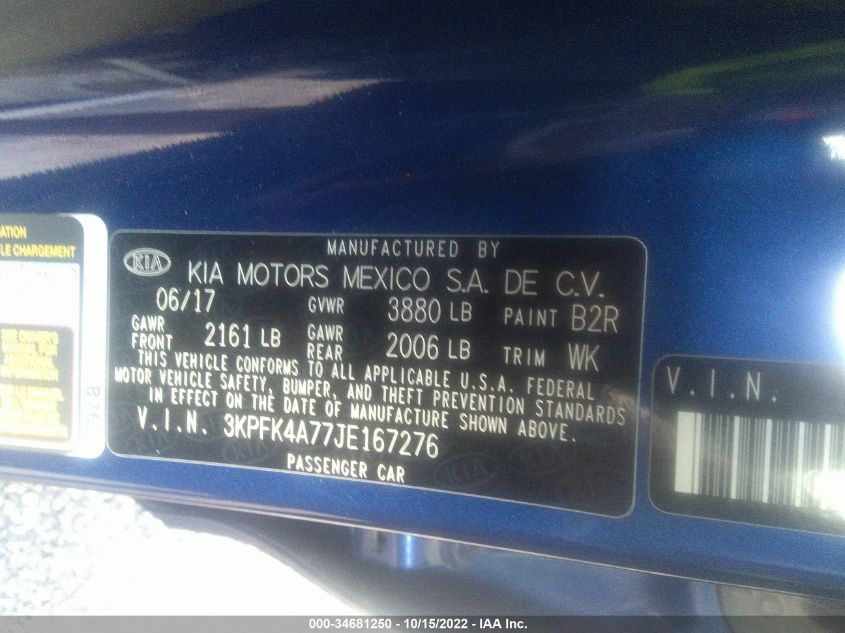 ATION
LE CHARGEMENT
MANUFACTURED BY
KIA
KIA MOTORS MEXICO S.A. DE C.V.
06/17 GVWR 3880 LB PAINT B2R
GAWR FRONT 2161 LB GAWR REAR 2006 LB TRIM WK
THIS VEHICLE CONFORMS TO ALL APPLICABLE U.S.A. FEDERAL
MOTOR VEHICLE SAFETY, BUMPER, AND THEFT PREVENTION STANDARDS
IN EFFECT ON THE DATE OF MANUFACTURE SHOWN ABOVE.
V.I.N. 3KPFK4A77JE167276
PASSENGER CAR
V.I.N.
000-34681250 - 10/15/2022 - IAA Inc.